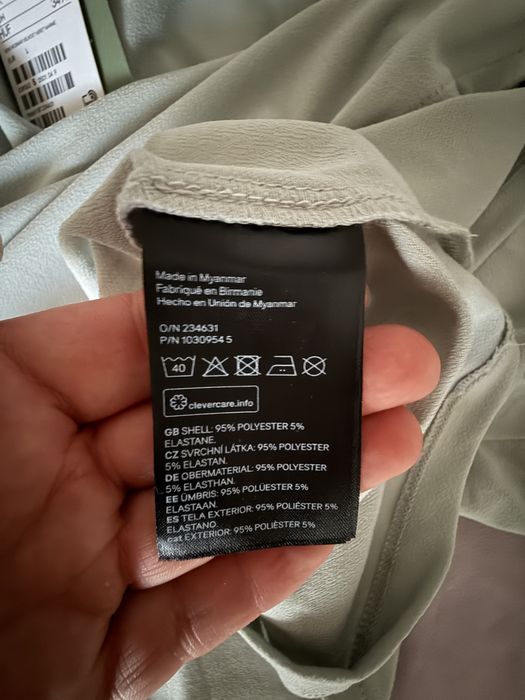 Made in Myanmar
Fabriqué en Birmanie
Hecho en Unión de Myanmar
O/N 234631
P/N 1030954 5
40
clevercare.info
GB SHELL: 95% POLYESTER 5%
ELASTANE.
CZ SVRCHNÍ LÁTKA: 95% POLYESTER
5% ELASTAN.
DE OBERMATERIAL: 95% POLYESTER
5% ELASTHAN.
EE ÜMBRIS: 95% POLÜESTER 5%
ELASTAAN.
ES TELA EXTERIOR: 95% POLIÉSTER 5%
ELASTANO.
cat EXTERIOR: 95% POLIÈSTER 5%